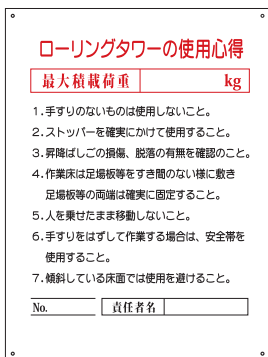 ローリングタワーの使用心得
最大積載荷重 kg
1.手すりのないものは使用しないこと。
2.ストッパーを確実にかけて使用すること。
3.昇降はしごの損傷、脱落の有無を確認のこと。
4.作業床は足場板等をすき間のない様に敷き
足場板等の両端は確実に固定すること。
5.人を乗せたまま移動しないこと。
6.手すりをはずして作業する場合は、安全帯を
使用すること。
7.傾斜している床面では使用を避けること。
No. 責任者名